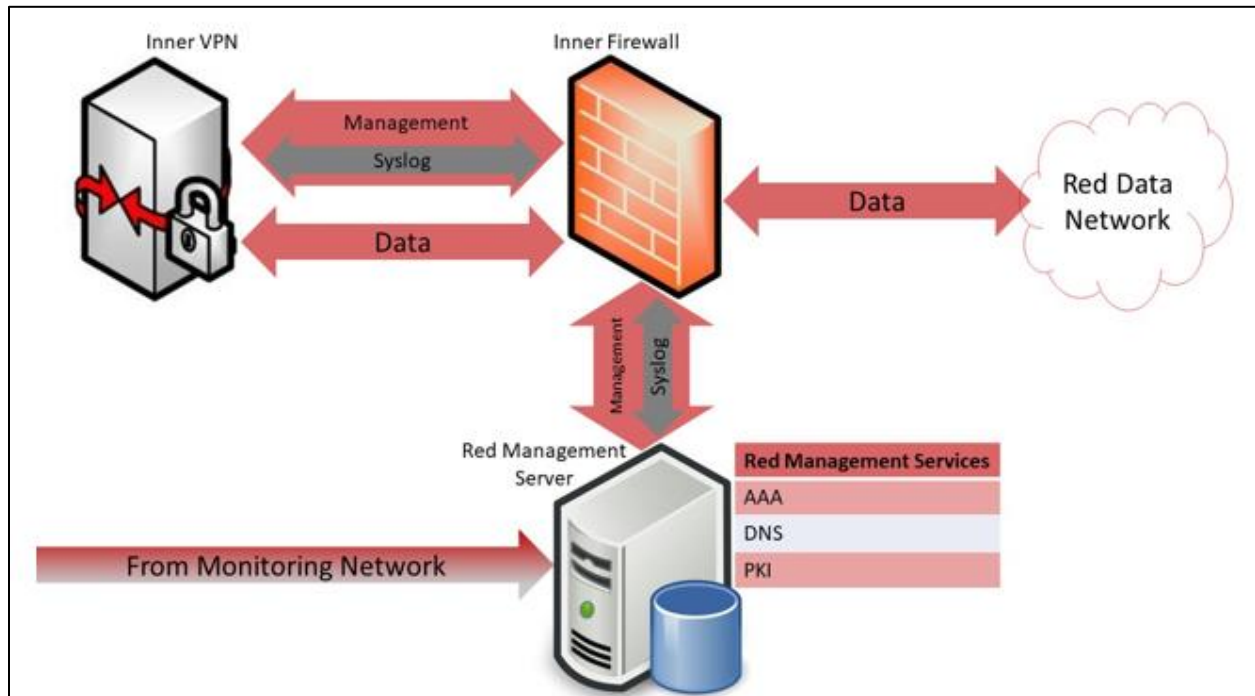 Inner VPN
Inner Firewall
Management
Syslog
Data
Data
Red Data
Network
Management
Syslog
Red Management
Server
Red Management Services
AAA
DNS
PKI
From Monitoring Network